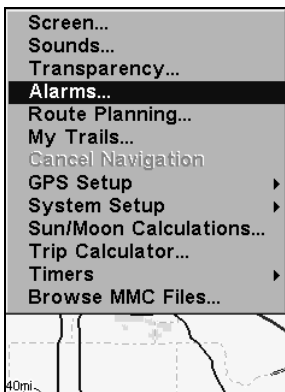 Screen...
Sounds...
Transparency...
Alarms...
Route Planning...
My Trails...
Cancel Navigation
GPS Setup
System Setup
Sun/Moon Calculations...
Trip Calculator...
Timers
Browse MMC Files...
40mi